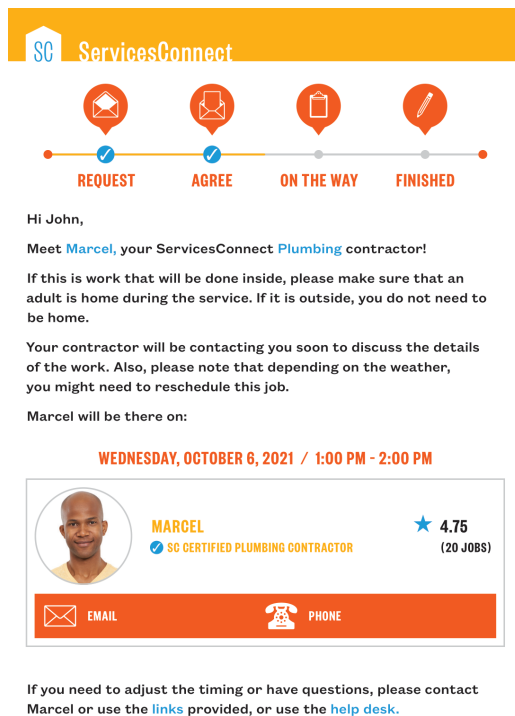 SC ServicesConnect
REQUEST AGREE ON THE WAY FINISHED
Hi John,
Meet Marcel, your ServicesConnect Plumbing contractor!
If this is work that will be done inside, please make sure that an
adult is home during the service. If it is outside, you do not need to
be home.
Your contractor will be contacting you soon to discuss the details
of the work. Also, please note that depending on the weather,
you might need to reschedule this job.
Marcel will be there on:
WEDNESDAY, OCTOBER 6, 2021 / 1:00 PM - 2:00 PM
MARCEL
SC CERTIFIED PLUMBING CONTRACTOR
4.75
(20 JOBS)
EMAIL
PHONE
If you need to adjust the timing or have questions, please contact
Marcel or use the links provided, or use the help desk.